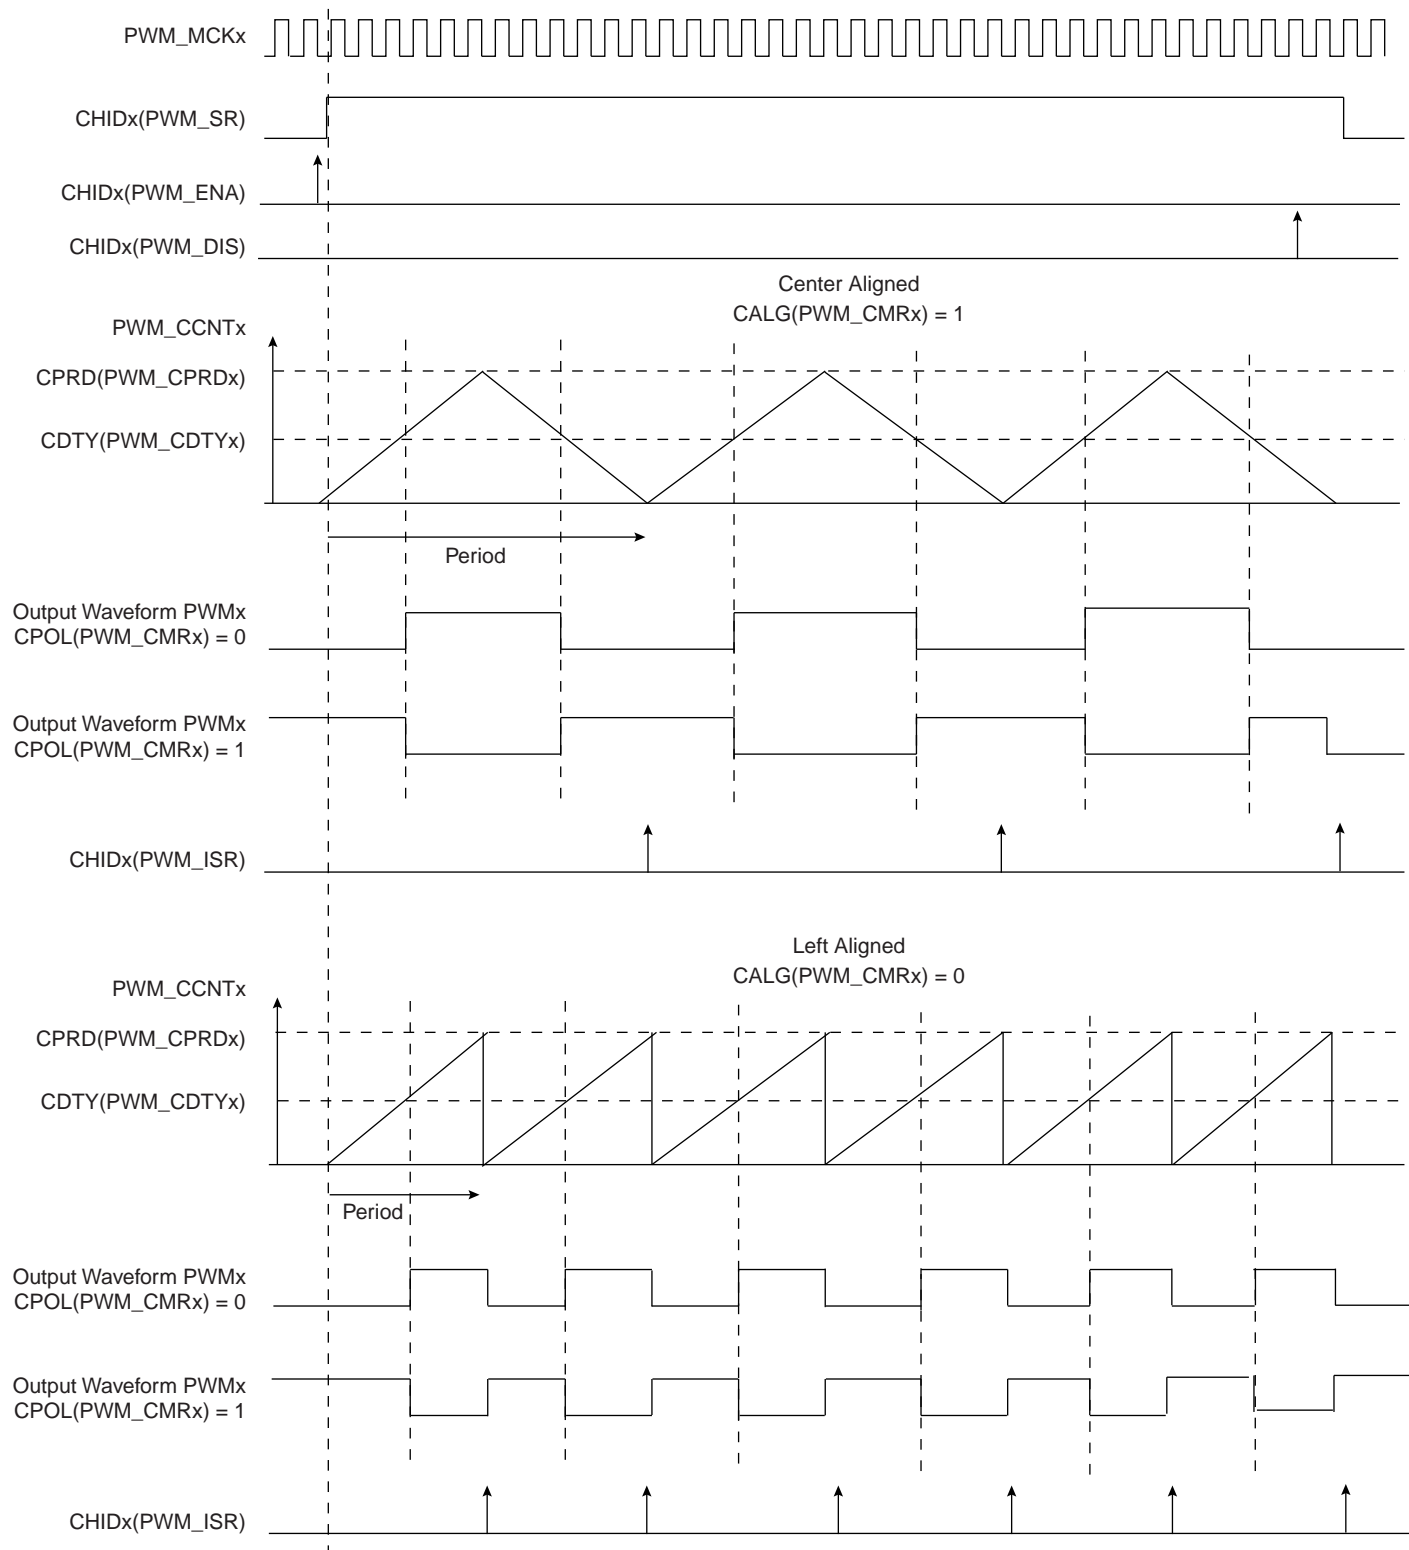 PWM_MCKx
CHIDx(PWM_SR)
CHIDx(PWM_ENA)
CHIDx(PWM_DIS)
Center Aligned
CALG(PWM_CMRx) = 1
PWM_CCNTx
CPRD(PWM_CPRDx)
CDTY(PWM_CDTYx)
Period
Output Waveform PWMx
CPOL(PWM_CMRx) = 0
Output Waveform PWMx
CPOL(PWM_CMRx) = 1
CHIDx(PWM_ISR)
Left Aligned
CALG(PWM_CMRx) = 0
PWM_CCNTx
CPRD(PWM_CPRDx)
CDTY(PWM_CDTYx)
Period
Output Waveform PWMx
CPOL(PWM_CMRx) = 0
Output Waveform PWMx
CPOL(PWM_CMRx) = 1
CHIDx(PWM_ISR)